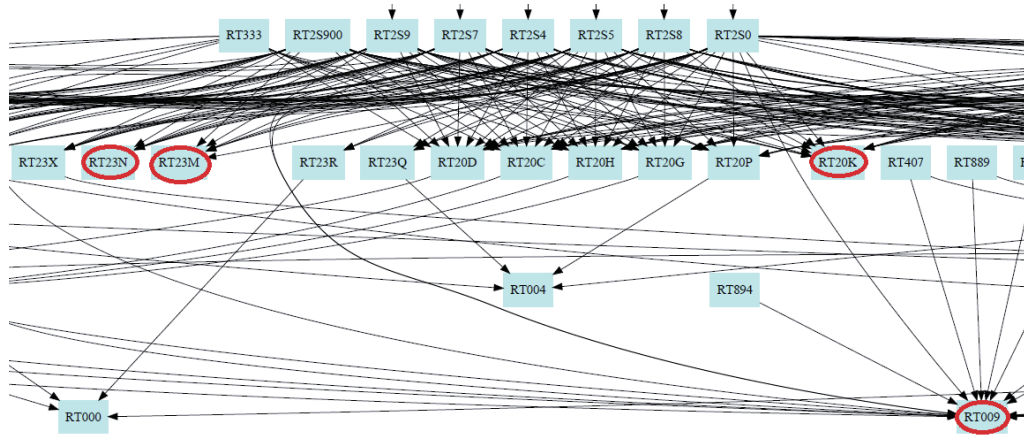 RT333 RT2S900 RT2S9 RT2S7 RT2S4 RT2S5 RT2S8 RT2S0
RT23X RT23N RT23M RT23R RT23Q RT20D RT20C RT20H RT20G RT20P RT20K RT407 RT889
RT004 RT894
RT000 RT009